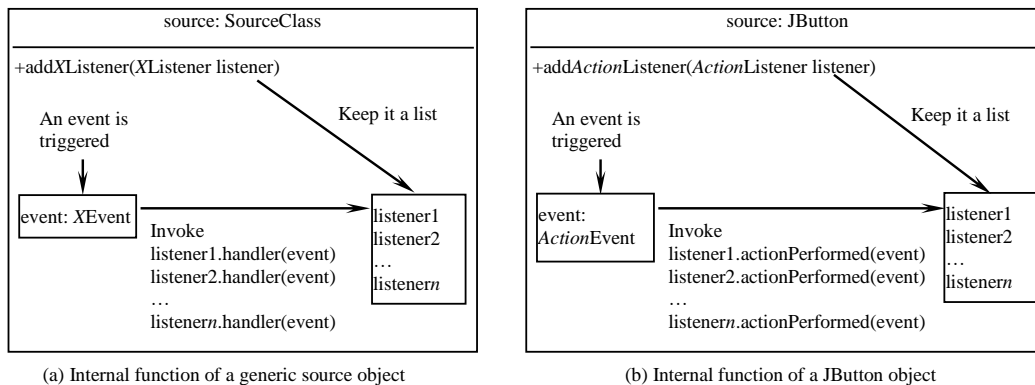 source: SourceClass
+addXListener(XListener listener)
An event is
triggered
Keep it a list
event: XEvent
listener1
listener2
…
listenern
Invoke
listener1.handler(event)
listener2.handler(event)
…
listenern.handler(event)
(a) Internal function of a generic source object
source: JButton
+addActionListener(ActionListener listener)
An event is
triggered
Keep it a list
event:
ActionEvent
listener1
listener2
…
listenern
Invoke
listener1.actionPerformed(event)
listener2.actionPerformed(event)
…
listenern.actionPerformed(event)
(b) Internal function of a JButton object